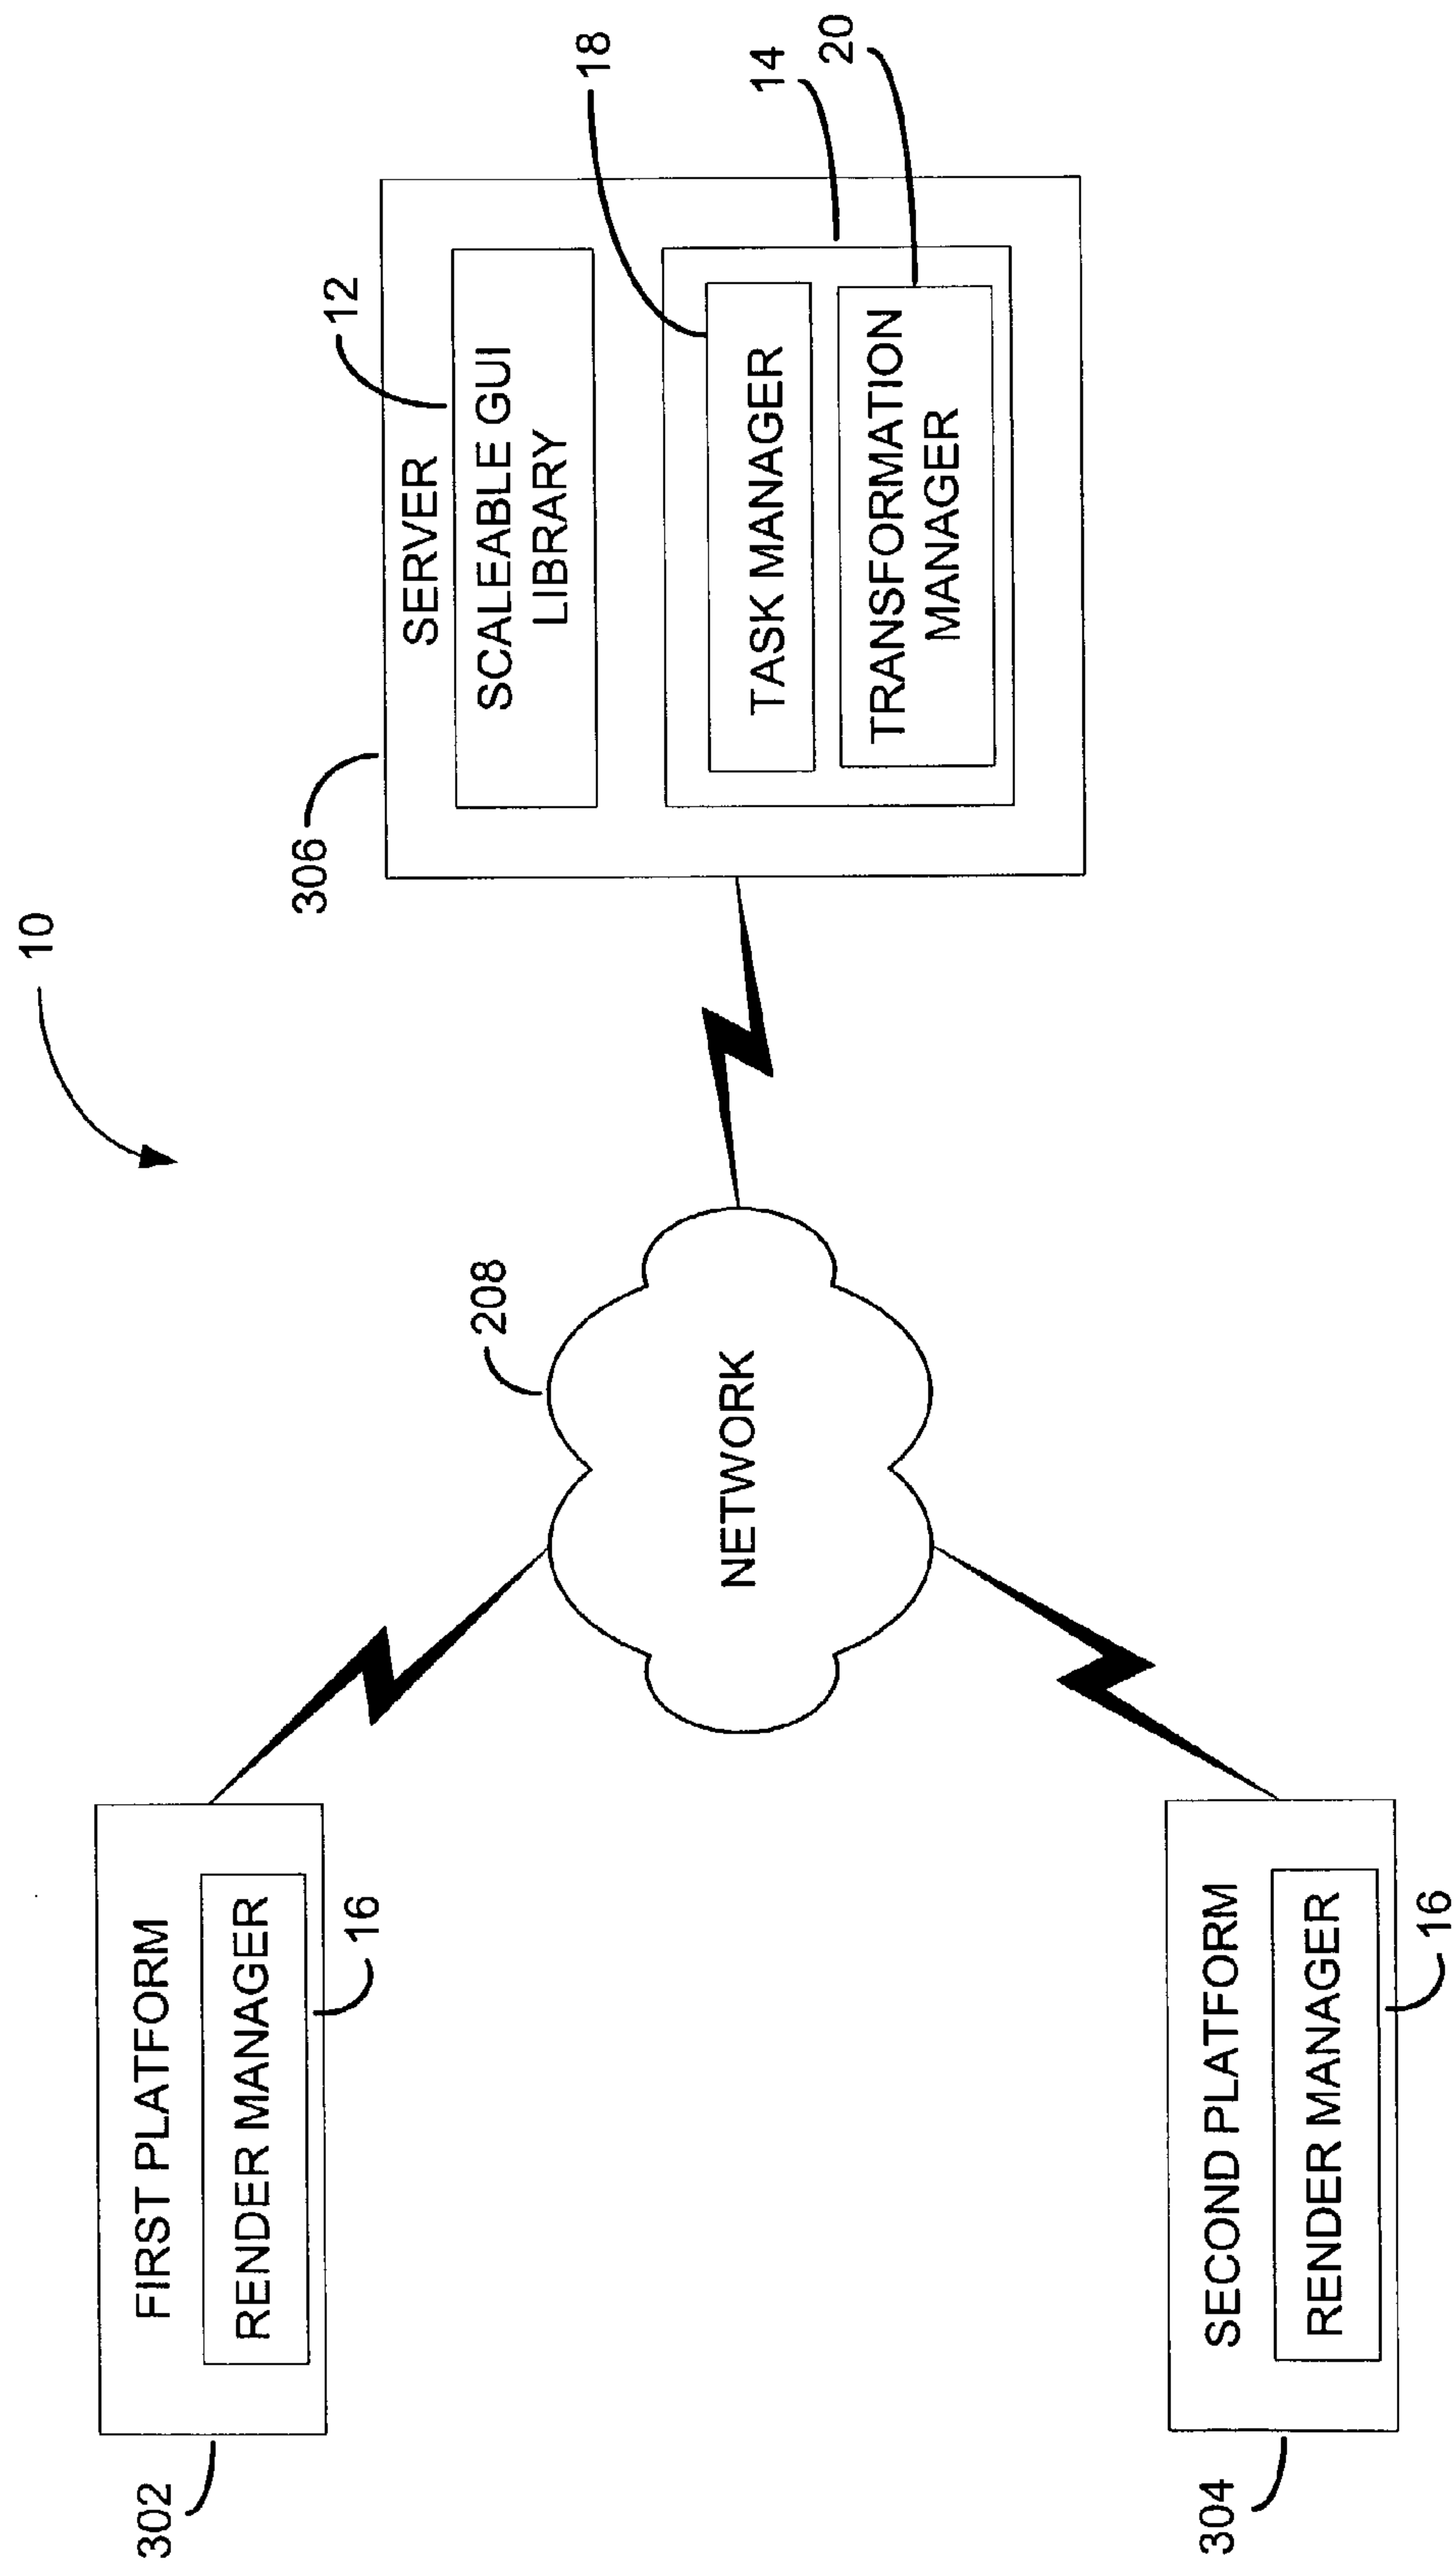 10
302
FIRST PLATFORM
RENDER MANAGER
16
208
NETWORK
304
SECOND PLATFORM
RENDER MANAGER
16
306
SERVER
12
SCALEABLE GUI
LIBRARY
18
14
20
TASK MANAGER
TRANSFORMATION
MANAGER